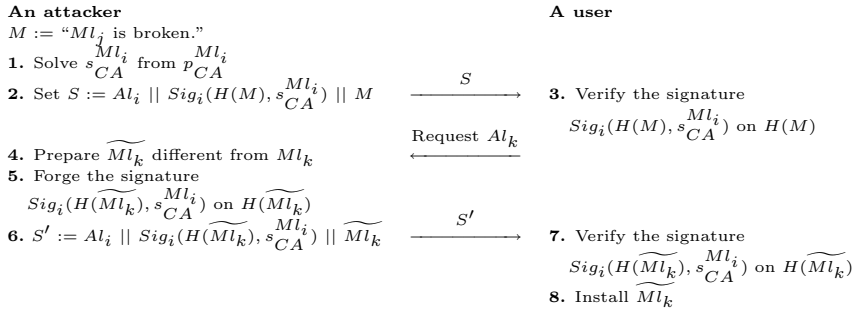 An attacker A user
M := “Ml_j is broken.”
1. Solve s_{CA}^{Ml_i} from p_{CA}^{Ml_i}
2. Set S := Al_i || Sig_i(H(M), s_{CA}^{Ml_i}) || M S 3. Verify the signature
Sig_i(H(M), s_{CA}^{Ml_i}) on H(M)
Request Al_k
4. Prepare \widetilde{Ml_k} different from Ml_k
5. Forge the signature
Sig_i(H(\widetilde{Ml_k}), s_{CA}^{Ml_i}) on H(\widetilde{Ml_k})
6. S′ := Al_i || Sig_i(H(\widetilde{Ml_k}), s_{CA}^{Ml_i}) || \widetilde{Ml_k} S′ 7. Verify the signature
Sig_i(H(\widetilde{Ml_k}), s_{CA}^{Ml_i}) on H(\widetilde{Ml_k})
8. Install \widetilde{Ml_k}